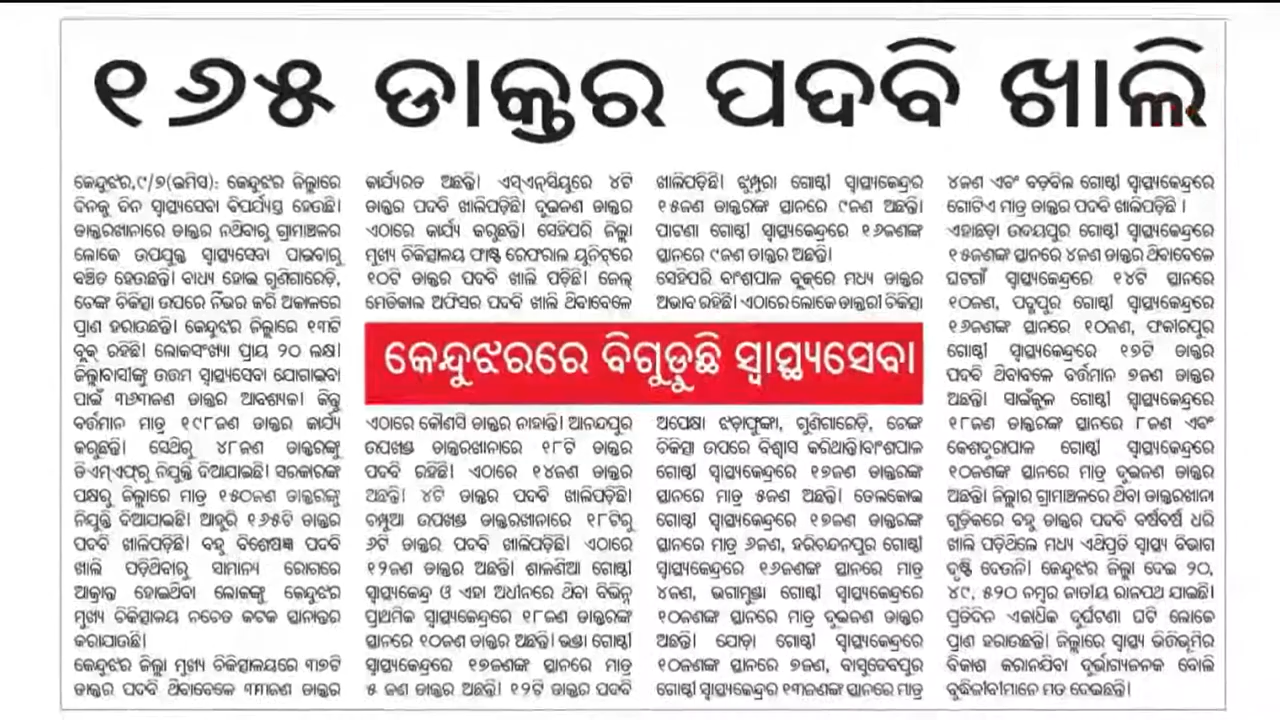 ୧୬୫ ଡାକ୍ତର ପଦବି ଖାଲି
କେନ୍ଦୁଝର,୯/୭(ଇମିସ): କେନ୍ଦୁଝର ଜିଲ୍ଲାରେ
ଦିନକୁ ଦିନ ସ୍ୱାସ୍ଥ୍ୟସେବା ବିପର୍ଯ୍ୟସ୍ତ ହେଉଛି।
ଡାକ୍ତରଖାନାରେ ଡାକ୍ତର ନଥିବାରୁ ଗ୍ରାମାଞ୍ଚଳର
ଲୋକେ ଉପଯୁକ୍ତ ସ୍ୱାସ୍ଥ୍ୟସେବା ପାଇବାରୁ
ବଞ୍ଚିତ ହେଉଛନ୍ତି। ବାଧ୍ୟ ହୋଇ ଗୁଣିଗାରେଡ଼ି,
ଚେଙ୍କ ଚିକିତ୍ସା ଉପରେ ନିର୍ଭର କରି ଅକାଳରେ
ପ୍ରାଣ ହରାଉଛନ୍ତି। କେନ୍ଦୁଝର ଜିଲ୍ଲାରେ ୧୩ଟି
ବ୍ଲକ୍ ରହିଛି। ଲୋକସଂଖ୍ୟା ପ୍ରାୟ ୨୦ ଲକ୍ଷ।
ଜିଲ୍ଲାବାସୀଙ୍କୁ ଉତ୍ତମ ସ୍ୱାସ୍ଥ୍ୟସେବା ଯୋଗାଇବା
ପାଇଁ ୩୬୩ଜଣ ଡାକ୍ତର ଆବଶ୍ୟକ। କିନ୍ତୁ
ବର୍ତ୍ତମାନ ମାତ୍ର ୧୯୮ଜଣ ଡାକ୍ତର କାର୍ଯ୍ୟ
କରୁଛନ୍ତି। ସେଥିରୁ ୪୮ଜଣ ଡାକ୍ତରଙ୍କୁ
ଡିଏମ୍ଏଫ୍‌ରୁ ନିଯୁକ୍ତି ଦିଆଯାଇଛି। ସରକାରଙ୍କ
ପକ୍ଷରୁ ଜିଲ୍ଲାରେ ମାତ୍ର ୧୫୦ଜଣ ଡାକ୍ତରଙ୍କୁ
ନିଯୁକ୍ତି ଦିଆଯାଇଛି। ଆହୁରି ୧୬୫ଟି ଡାକ୍ତର
ପଦବୀ ଖାଲିପଡ଼ିଛି। ବହୁ ବିଶେଷଜ୍ଞ ପଦବୀ
ଖାଲି ପଡ଼ିଥିବାରୁ ସାମାନ୍ୟ ରୋଗରେ
ଆକ୍ରାନ୍ତ ହୋଇଥିବା ଲୋକଙ୍କୁ କେନ୍ଦୁଝର
ମୁଖ୍ୟ ଚିକିତ୍ସାଳୟ ନଚେତ କଟକ ସ୍ଥାନାନ୍ତର
କରାଯାଉଛି।
କେନ୍ଦୁଝର ଜିଲ୍ଲା ମୁଖ୍ୟ ଚିକିତ୍ସାଳୟରେ ୩୭ଟି
ଡାକ୍ତର ପଦବୀ ଥିବାବେଳେ ୩୩ଜଣ ଡାକ୍ତର
କାର୍ଯ୍ୟରତ ଅଛନ୍ତି। ଏସ୍ଏନ୍‌ସିୟୁରେ ୪ଟି
ଡାକ୍ତର ପଦବୀ ଖାଲିପଡ଼ିଛି। ଦୁଇଜଣ ଡାକ୍ତର
ଏଠାରେ କାର୍ଯ୍ୟ କରୁଛନ୍ତି। ସେହିପରି ଜିଲ୍ଲା
ମୁଖ୍ୟ ଚିକିତ୍ସାଳୟ ଫାଷ୍ଟ ରେଫରାଲ ୟୁନିଟ୍‌ରେ
୧୦ଟି ଡାକ୍ତର ପଦବୀ ଖାଲି ପଡ଼ିଛି। ଜେଲ୍
ମେଡିକାଲ ଅଫିସର ପଦବୀ ଖାଲି ଥିବାବେଳେ
କେନ୍ଦୁଝରରେ ବିଗୁଡୁଛି ସ୍ୱାସ୍ଥ୍ୟସେବା
ଏଠାରେ କୌଣସି ଡାକ୍ତର ନାହାନ୍ତି। ଆନନ୍ଦପୁର
ଉପଖଣ୍ଡ ଡାକ୍ତରଖାନାରେ ୧୮ଟି ଡାକ୍ତର
ପଦବୀ ରହିଛି। ଏଠାରେ ୧୪ଜଣ ଡାକ୍ତର
ଅଛନ୍ତି। ୪ଟି ଡାକ୍ତର ପଦବୀ ଖାଲିପଡ଼ିଛି।
ଚମ୍ପୁଆ ଉପଖଣ୍ଡ ଡାକ୍ତରଖାନାରେ ୧୮ଟିରୁ
୬ଟି ଡାକ୍ତର ପଦବୀ ଖାଲିପଡ଼ିଛି। ଏଠାରେ
୧୨ଜଣ ଡାକ୍ତର ଅଛନ୍ତି। ଶାଳଣିଆ ଗୋଷ୍ଠୀ
ସ୍ୱାସ୍ଥ୍ୟକେନ୍ଦ୍ର ଓ ଏହା ଅଧୀନରେ ଥିବା ବିଭିନ୍ନ
ପ୍ରାଥମିକ ସ୍ୱାସ୍ଥ୍ୟକେନ୍ଦ୍ରରେ ୧୮ଜଣ ଡାକ୍ତରଙ୍କ
ସ୍ଥାନରେ ୧୦ଜଣ ଡାକ୍ତର ଅଛନ୍ତି। ଭଣ୍ଡା ଗୋଷ୍ଠୀ
ସ୍ୱାସ୍ଥ୍ୟକେନ୍ଦ୍ରରେ ୧୭ଜଣଙ୍କ ସ୍ଥାନରେ ମାତ୍ର
୫ ଜଣ ଡାକ୍ତର ଅଛନ୍ତି। ୧୨ଟି ଡାକ୍ତର ପଦବୀ
ଖାଲିପଡ଼ିଛି। ଝୁମ୍ପୁରା ଗୋଷ୍ଠୀ ସ୍ୱାସ୍ଥ୍ୟକେନ୍ଦ୍ରର
୧୫ଜଣ ଡାକ୍ତରଙ୍କ ସ୍ଥାନରେ ୯ଜଣ ଅଛନ୍ତି।
ପାଟଣା ଗୋଷ୍ଠୀ ସ୍ୱାସ୍ଥ୍ୟକେନ୍ଦ୍ରରେ ୧୬ଜଣଙ୍କ
ସ୍ଥାନରେ ୯ଜଣ ଡାକ୍ତର ଅଛନ୍ତି।
ସେହିପରି ବାଂଶପାଳ ବ୍ଲକ୍‌ରେ ମଧ୍ୟ ଡାକ୍ତର
ଅଭାବ ରହିଛି। ଏଠାରେ ଲୋକେ ଡାକ୍ତରୀ ଚିକିତ୍ସା
ଅପେକ୍ଷା ଝଡ଼ାଫୁଙ୍କା, ଗୁଣିଗାରେଡ଼ି, ଚେଙ୍କ
ଚିକିତ୍ସା ଉପରେ ବିଶ୍ୱାସ କରିଥାନ୍ତି।ବାଂଶପାଳ
ଗୋଷ୍ଠୀ ସ୍ୱାସ୍ଥ୍ୟକେନ୍ଦ୍ରରେ ୧୭ଜଣ ଡାକ୍ତରଙ୍କ
ସ୍ଥାନରେ ମାତ୍ର ୫ଜଣ ଅଛନ୍ତି। ତେଲକୋଇ
ଗୋଷ୍ଠୀ ସ୍ୱାସ୍ଥ୍ୟକେନ୍ଦ୍ରରେ ୧୭ଜଣ ଡାକ୍ତରଙ୍କ
ସ୍ଥାନରେ ମାତ୍ର ୬ଜଣ, ହରିଚନ୍ଦନପୁର ଗୋଷ୍ଠୀ
ସ୍ୱାସ୍ଥ୍ୟକେନ୍ଦ୍ରରେ ୧୬ଜଣଙ୍କ ସ୍ଥାନରେ ମାତ୍ର
୪ଜଣ, ଭାଗାମୁଣ୍ଡା ଗୋଷ୍ଠୀ ସ୍ୱାସ୍ଥ୍ୟକେନ୍ଦ୍ରରେ
୧୦ଜଣଙ୍କ ସ୍ଥାନରେ ମାତ୍ର ଦୁଇଜଣ ଡାକ୍ତର
ଅଛନ୍ତି। ଯୋଡ଼ା ଗୋଷ୍ଠୀ ସ୍ୱାସ୍ଥ୍ୟକେନ୍ଦ୍ରରେ
୧୦ଜଣଙ୍କ ସ୍ଥାନରେ ୭ଜଣ, ବାସୁଦେବପୁର
ଗୋଷ୍ଠୀ ସ୍ୱାସ୍ଥ୍ୟକେନ୍ଦ୍ରର ୧୩ଜଣଙ୍କ ସ୍ଥାନରେ ମାତ୍ର
୪ଜଣ ଏବଂ ବଡ଼ବିଲ ଗୋଷ୍ଠୀ ସ୍ୱାସ୍ଥ୍ୟକେନ୍ଦ୍ରରେ
ଗୋଟିଏ ମାତ୍ର ଡାକ୍ତର ପଦବୀ ଖାଲିପଡ଼ିଛି ।
ଏହାଛଡ଼ା ଉଦୟପୁର ଗୋଷ୍ଠୀ ସ୍ୱାସ୍ଥ୍ୟକେନ୍ଦ୍ରରେ
୧୫ଜଣଙ୍କ ସ୍ଥାନରେ ୪ଜଣ ଡାକ୍ତର ଥିବାବେଳେ
ଘଟଗାଁ ସ୍ୱାସ୍ଥ୍ୟକେନ୍ଦ୍ରରେ ୧୪ଟି ସ୍ଥାନରେ
୧୦ଜଣ, ପଦ୍ମପୁର ଗୋଷ୍ଠୀ ସ୍ୱାସ୍ଥ୍ୟକେନ୍ଦ୍ରରେ
୧୬ଜଣଙ୍କ ସ୍ଥାନରେ ୧୦ଜଣ, ଫକୀରପୁର
ଗୋଷ୍ଠୀ ସ୍ୱାସ୍ଥ୍ୟକେନ୍ଦ୍ରରେ ୧୭ଟି ଡାକ୍ତର
ପଦବୀ ଥିବାବେଳେ ବର୍ତ୍ତମାନ ୭ଜଣ ଡାକ୍ତର
ଅଛନ୍ତି। ସାଇଁକୁଳ ଗୋଷ୍ଠୀ ସ୍ୱାସ୍ଥ୍ୟକେନ୍ଦ୍ରରେ
୧୮ଜଣ ଡାକ୍ତରଙ୍କ ସ୍ଥାନରେ ୮ଜଣ ଏବଂ
କେଶଦୁରାପାଳ ଗୋଷ୍ଠୀ ସ୍ୱାସ୍ଥ୍ୟକେନ୍ଦ୍ରରେ
୧୦ଜଣଙ୍କ ସ୍ଥାନରେ ମାତ୍ର ଦୁଇଜଣ ଡାକ୍ତର
ଅଛନ୍ତି। ଜିଲ୍ଲାର ଗ୍ରାମାଞ୍ଚଳରେ ଥିବା ଡାକ୍ତରଖାନା
ଗୁଡ଼ିକରେ ବହୁ ଡାକ୍ତର ପଦବୀ ବର୍ଷବର୍ଷ ଧରି
ଖାଲି ପଡ଼ିଥିଲେ ମଧ୍ୟ ଏଥିପ୍ରତି ସ୍ୱାସ୍ଥ୍ୟ ବିଭାଗ
ଦୃଷ୍ଟି ଦେଉନି। କେନ୍ଦୁଝର ଜିଲ୍ଲା ଦେଇ ୨୦,
୪୯, ୫୨୦ ନମ୍ବର ଜାତୀୟ ରାଜପଥ ଯାଇଛି।
ପ୍ରତିଦିନ ଏକାଧିକ ଦୁର୍ଘଟଣା ଘଟି ଲୋକେ
ପ୍ରାଣ ହରାଉଛନ୍ତି। ଜିଲ୍ଲାରେ ସ୍ୱାସ୍ଥ୍ୟ ଭିତିଭୂମିର
ବିକାଶ କରାନଯିବା ଦୁର୍ଭାଗ୍ୟଜନକ ବୋଲି
ବୁଦ୍ଧିଜୀବୀମାନେ ମତ ଦେଇଛନ୍ତି।